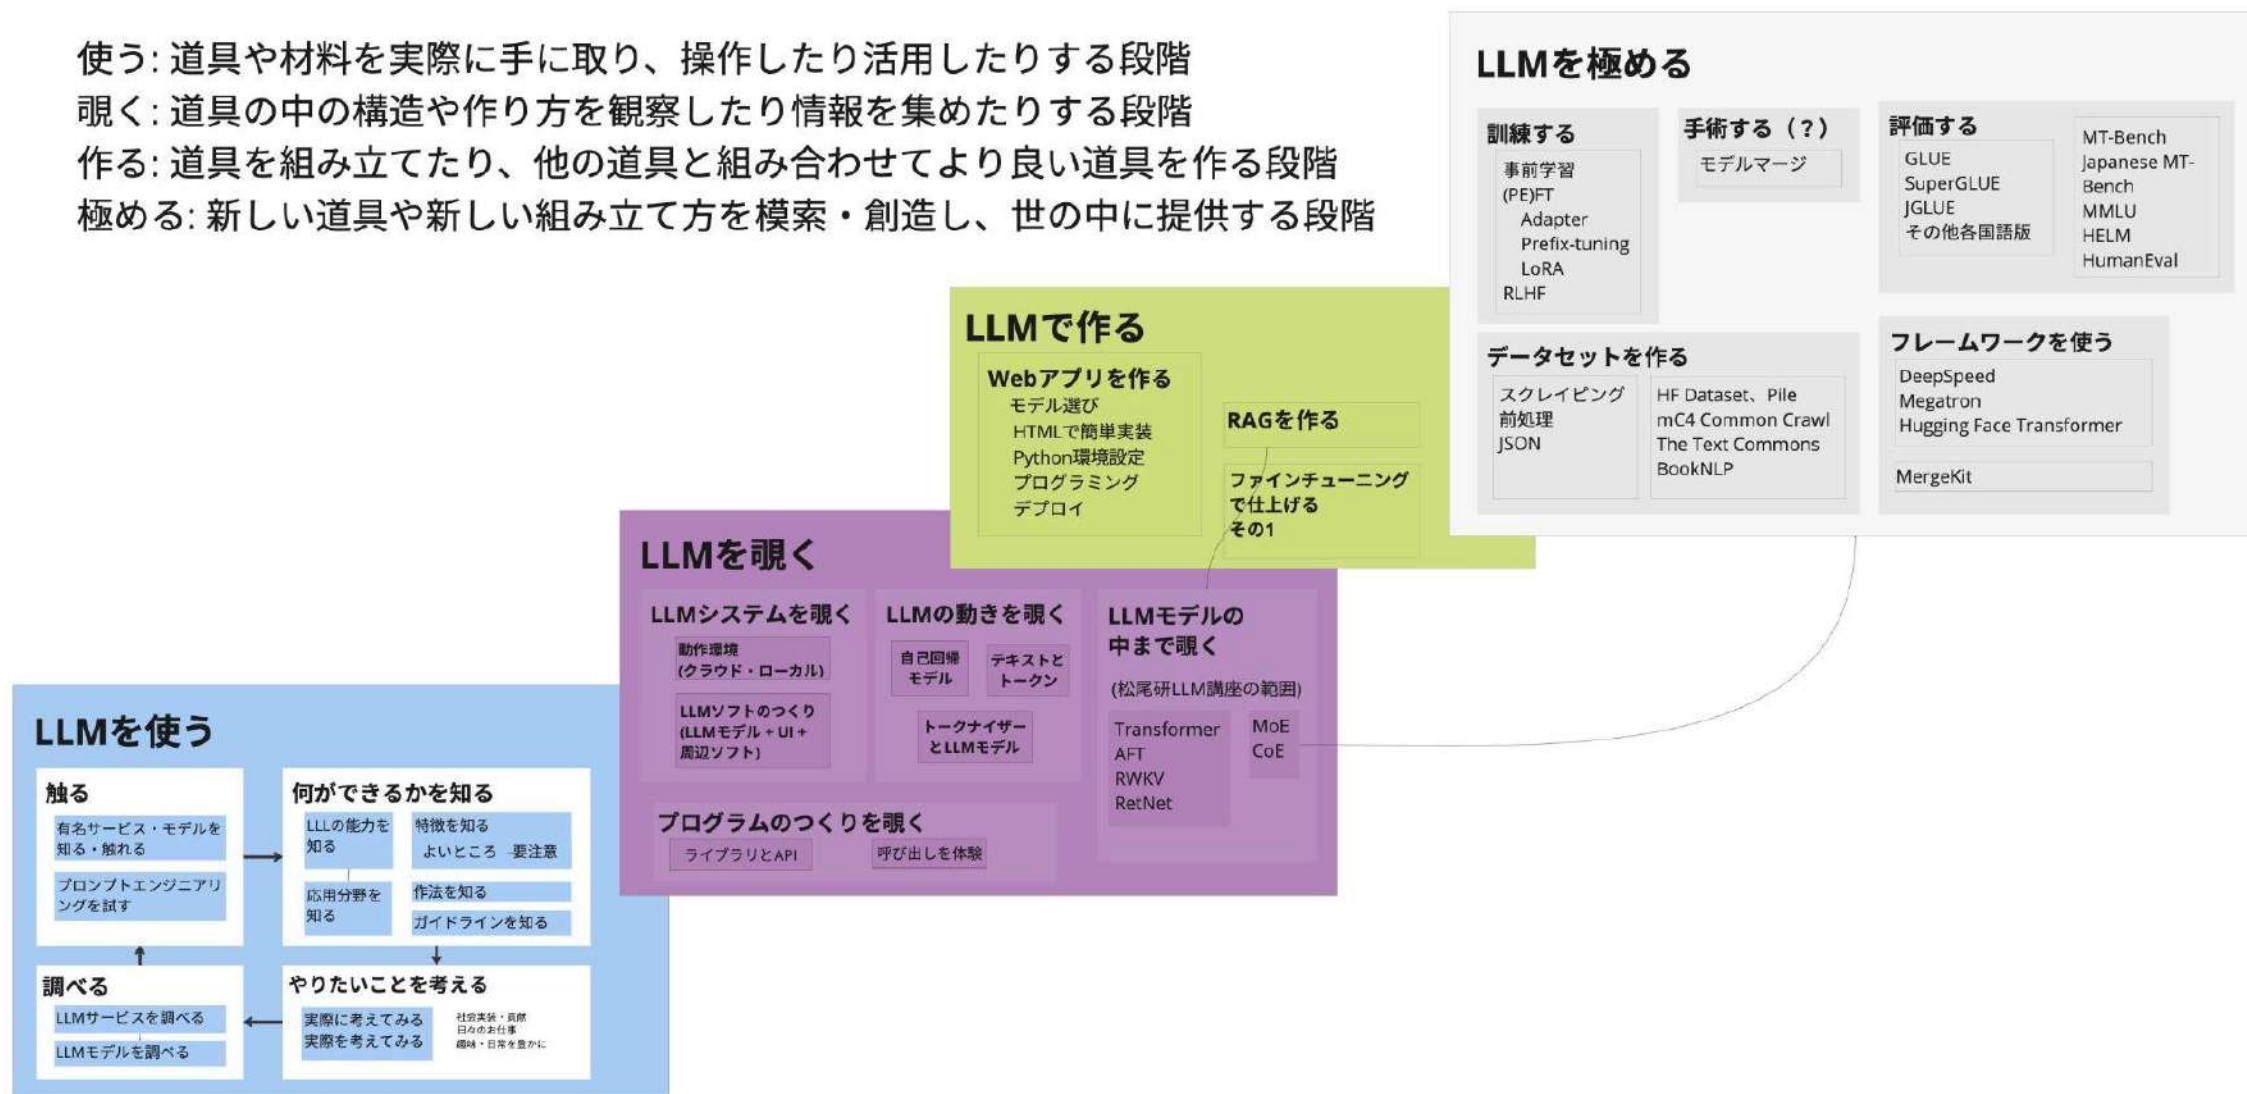 使う: 道具や材料を実際に手に取り、操作したり活用したりする段階
覗く: 道具の中の構造や作り方を観察したり情報を集めたりする段階
作る: 道具を組み立てたり、他の道具と組み合わせてより良い道具を作る段階
極める: 新しい道具や新しい組み立て方を模索・創造し、世の中に提供する段階
LLMを使う
触る
有名サービス・モデルを
知る・触れる
プロンプトエンジニアリ
ングを試す
何ができるかを知る
LLLの能力を
知る
応用分野を
知る
特徴を知る
よいところ
要注意
作法を知る
ガイドラインを知る
やりたいことを考える
実際に考えてみる
実際を考えてみる
社会実装・貢献
日々のお仕事
趣味・日常を豊かに
調べる
LLMサービスを調べる
LLMモデルを調べる
LLMを覗く
LLMシステムを覗く
動作環境
(クラウド・ローカル)
LLMソフトのつくり
(LLMモデル + UI +
周辺ソフト)
LLMの動きを覗く
自己回帰
モデル
テキストと
トークン
トークナイザー
とLLMモデル
LLMモデルの
中まで覗く
(松尾研LLM講座の範囲)
Transformer
AFT
RWKV
RetNet
MoE
CoE
プログラムのつくりを覗く
ライブラリとAPI
呼び出しを体験
LLMで作る
Webアプリを作る
モデル選び
HTMLで簡単実装
Python環境設定
プログラミング
デプロイ
RAGを作る
ファインチューニング
で仕上げる
その1
LLMを極める
訓練する
事前学習
(PE)FT
Adapter
Prefix-tuning
LoRA
RLHF
手術する（?）
モデルマージ
評価する
GLUE
SuperGLUE
JGLUE
その他各国語版
MT-Bench
Japanese MT-
Bench
MMLU
HELM
HumanEval
データセットを作る
スクレイピング
前処理
JSON
HF Dataset、Pile
mC4 Common Crawl
The Text Commons
BookNLP
フレームワークを使う
DeepSpeed
Megatron
Hugging Face Transformer
MergeKit